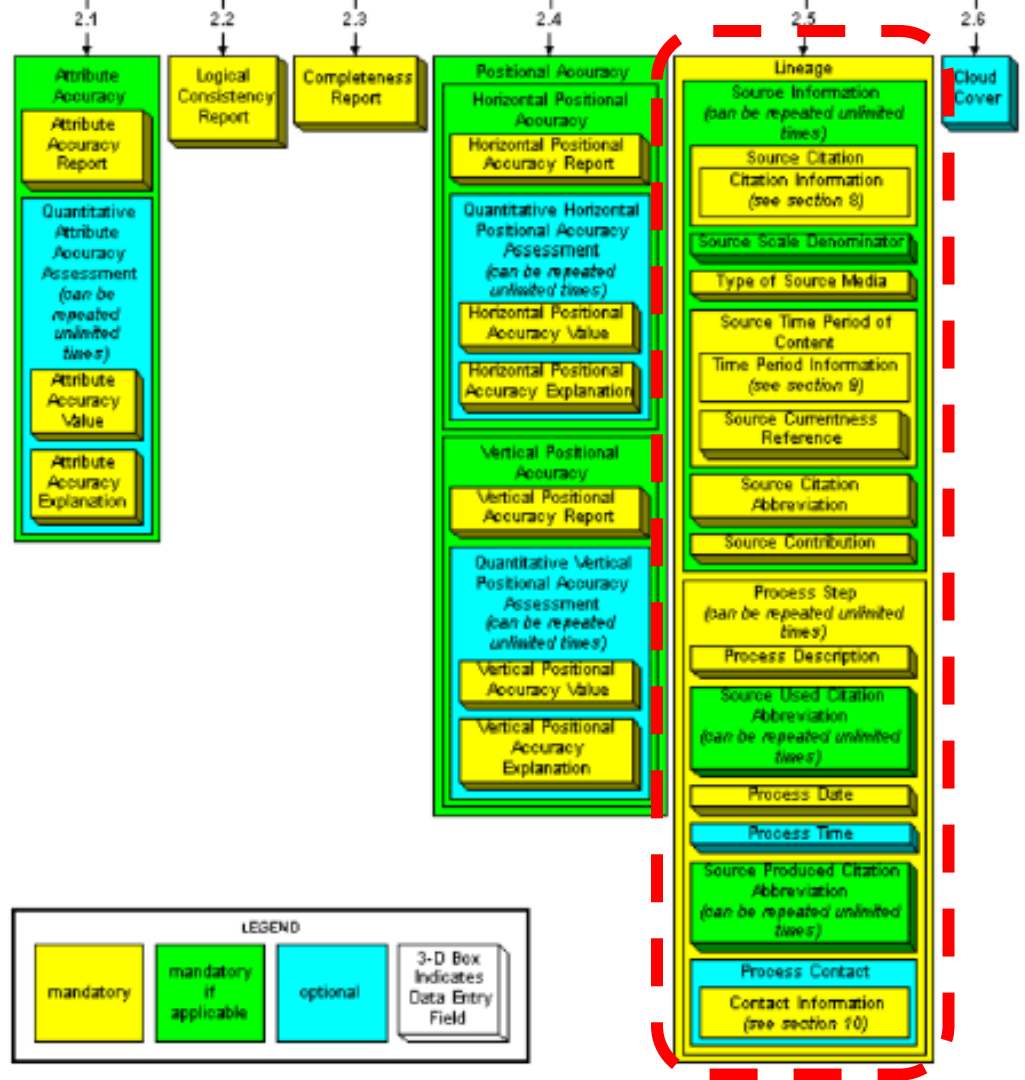 2.1
2.2
2.3
2.4
2.5
2.6
Attribute
Accuracy
Attribute
Accuracy
Report
Quantitative
Attribute
Accuracy
Assessment
(can be
repeated
unlimited
times)
Attribute
Accuracy
Value
Attribute
Accuracy
Explanation
Logical
Consistency
Report
Completeness
Report
Positional Accuracy
Horizontal Positional
Accuracy
Horizontal Positional
Accuracy Report
Quantitative Horizontal
Positional Accuracy
Assessment
(can be repeated
unlimited times)
Horizontal Positional
Accuracy Value
Horizontal Positional
Accuracy Explanation
Vertical Positional
Accuracy
Vertical Positional
Accuracy Report
Quantitative Vertical
Positional Accuracy
Assessment
(can be repeated
unlimited times)
Vertical Positional
Accuracy Value
Vertical Positional
Accuracy
Explanation
Lineage
Source Information
(can be repeated unlimited
times)
Source Citation
Citation Information
(see section 8)
Source Scale Denominator
Type of Source Media
Source Time Period of
Content
Time Period Information
(see section 9)
Source Currentness
Reference
Source Citation
Abbreviation
Source Contribution
Process Step
(can be repeated unlimited
times)
Process Description
Source Used Citation
Abbreviation
(can be repeated unlimited
times)
Process Date
Process Time
Source Produced Citation
Abbreviation
(can be repeated unlimited
times)
Process Contact
Contact Information
(see section 10)
Cloud
Cover
LEGEND
mandatory
mandatory
if
applicable
optional
3-D Box
Indicates
Data Entry
Field